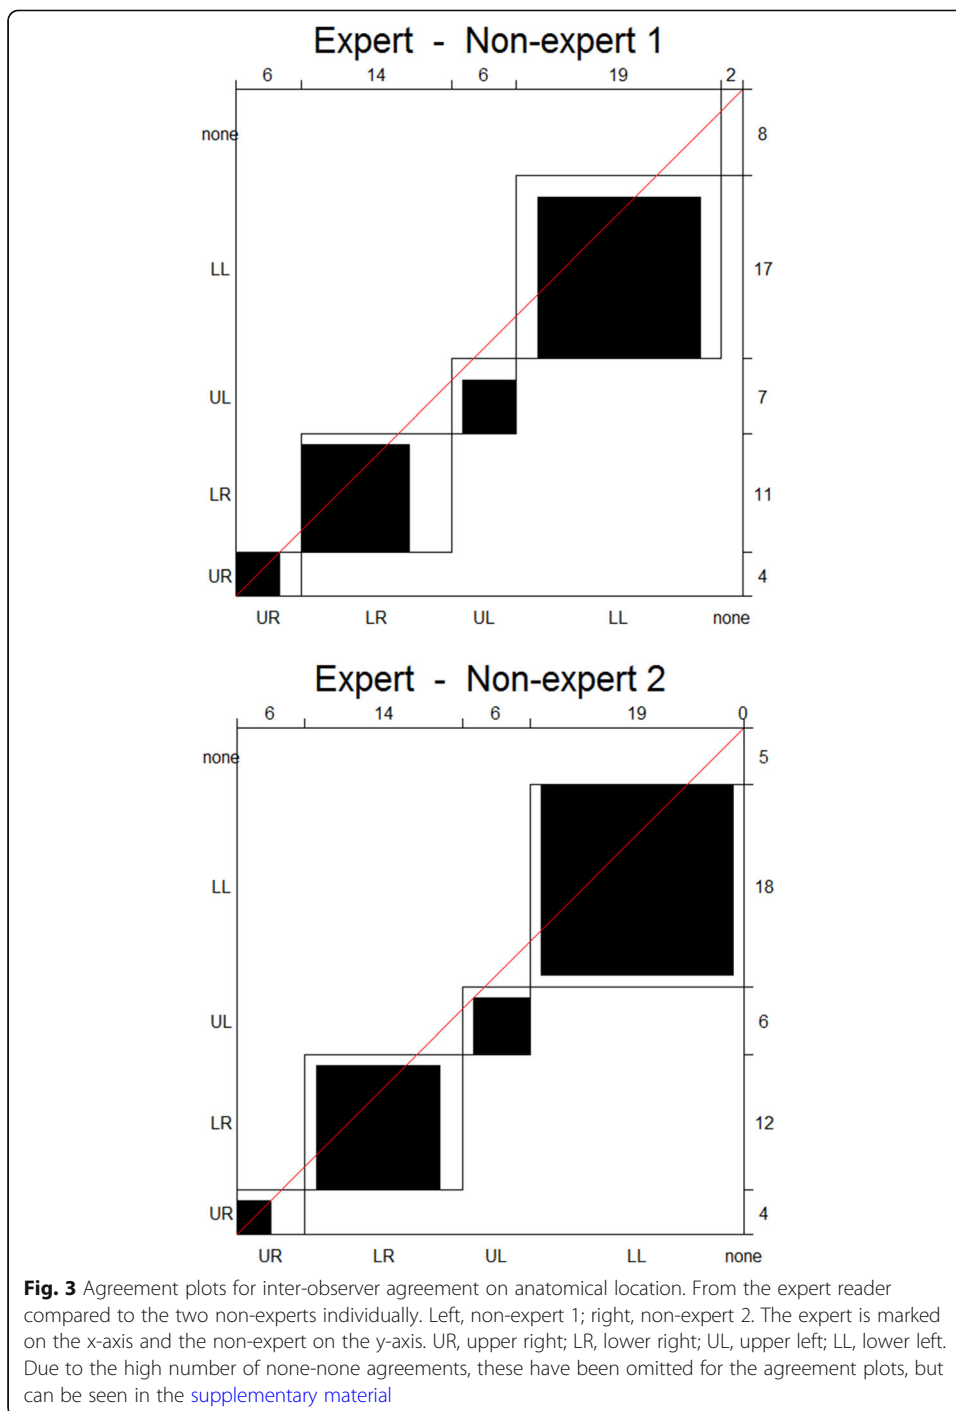 Expert - Non-expert 1
6 14 6 19 2
none 8
LL 17
UL 7
LR 11
UR 4
UR LR UL LL none
Expert - Non-expert 2
6 14 6 19 0
none 5
LL 18
UL 6
LR 12
UR 4
UR LR UL LL none
Fig. 3 Agreement plots for inter-observer agreement on anatomical location. From the expert reader
compared to the two non-experts individually. Left, non-expert 1; right, non-expert 2. The expert is marked
on the x-axis and the non-expert on the y-axis. UR, upper right; LR, lower right; UL, upper left; LL, lower left.
Due to the high number of none-none agreements, these have been omitted for the agreement plots, but
can be seen in the supplementary material